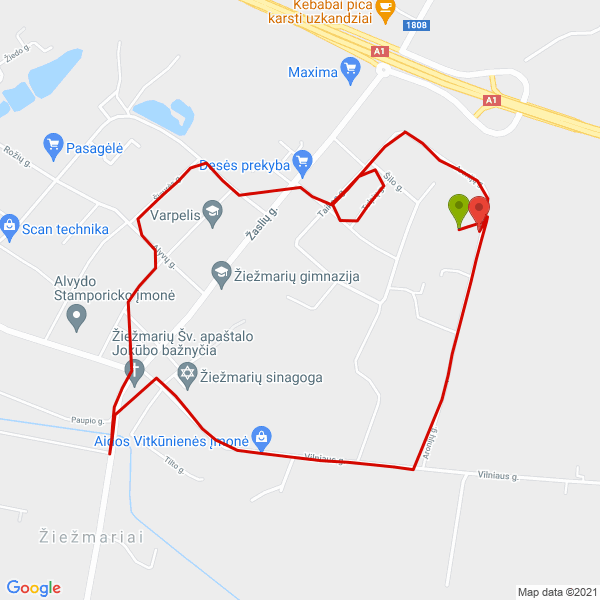 Kebabai pica
karsti uzkandziai
1808
A1
Žiedo g.
Maxima
A1
Rožių g.
Pasagėlė
Desės prekyba
Šilo g.
Varpelis
Žaslių g.
Scan technika
Alyvų g.
Žiežmarių gimnazija
Alvydo
Stamporicko įmonė
Žiežmarių Šv. apaštalo
Jokūbo bažnyčia
Žiežmarių sinagoga
Paupio g.
Aidos Vitkūnienės įmonė
Aronių g.
Vilniaus g.
Tilto g.
Vilniaus g.
Žiežmariai
Google
Map data ©2021